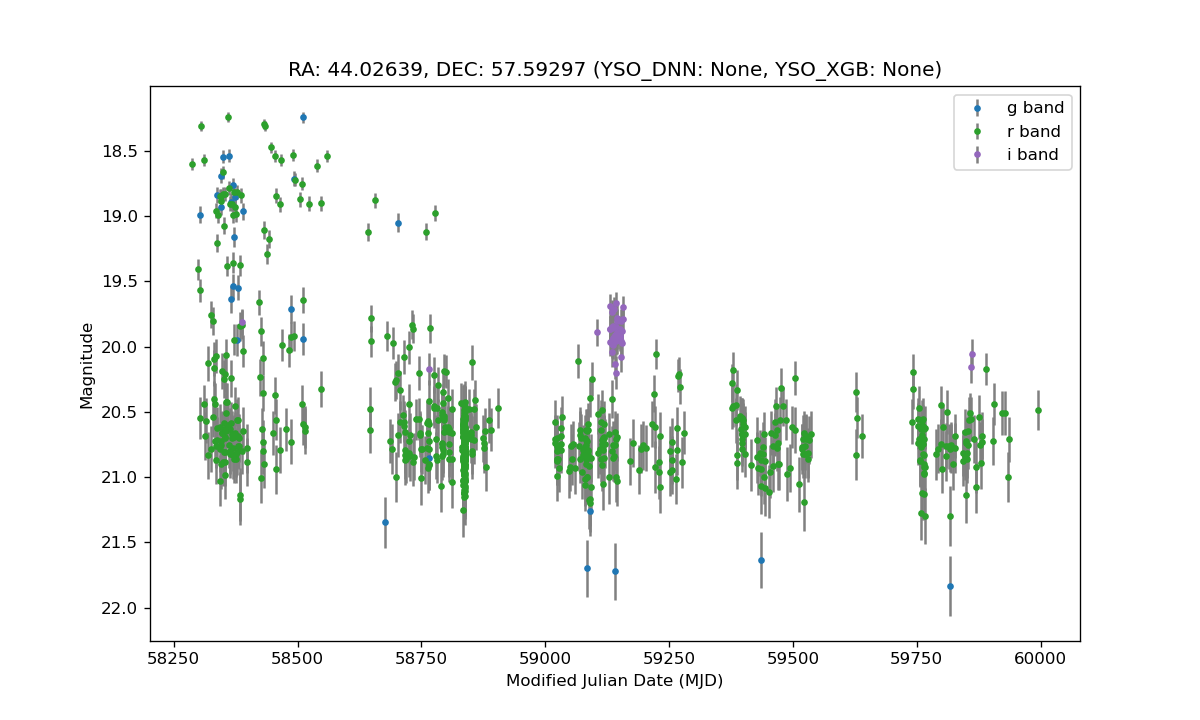 RA: 44.02639, DEC: 57.59297 (YSO_DNN: None, YSO_XGB: None)
g band
r band
i band
18.5
19.0
19.5
20.0
20.5
21.0
21.5
22.0
Magnitude
58250 58500 58750 59000 59250 59500 59750 60000
Modified Julian Date (MJD)